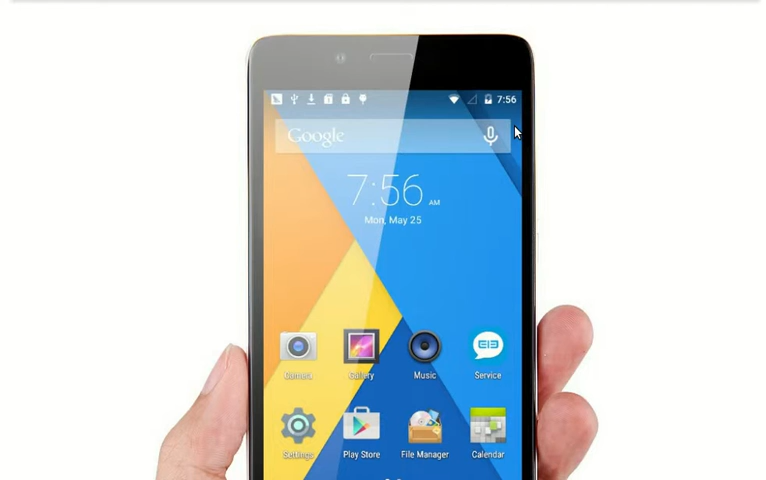 7:56
Google
7:56 AM
Mon, May 25
Camera Gallery Music Service
Settings Play Store File Manager Calendar